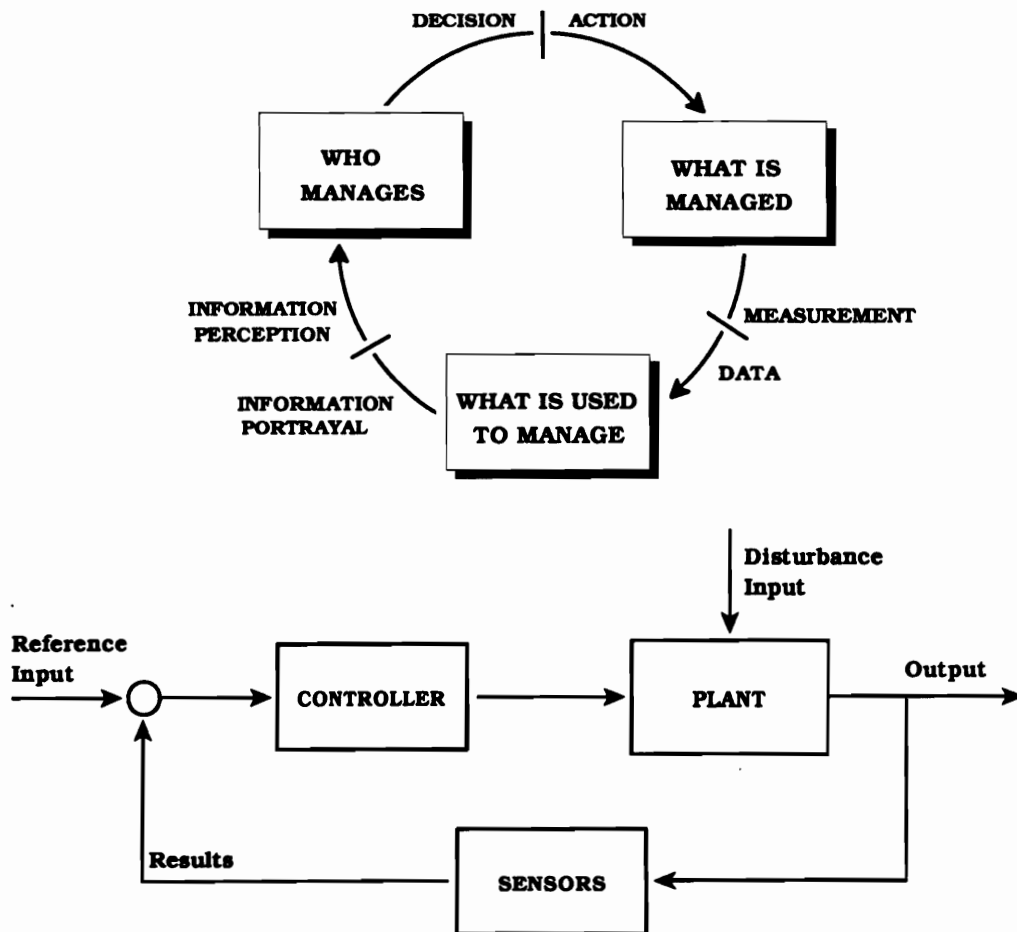 DECISION
ACTION
WHO
MANAGES
WHAT IS
MANAGED
INFORMATION
PERCEPTION
MEASUREMENT
DATA
INFORMATION
PORTRAYAL
WHAT IS USED
TO MANAGE
Disturbance
Input
Reference
Input
CONTROLLER
PLANT
Output
Results
SENSORS